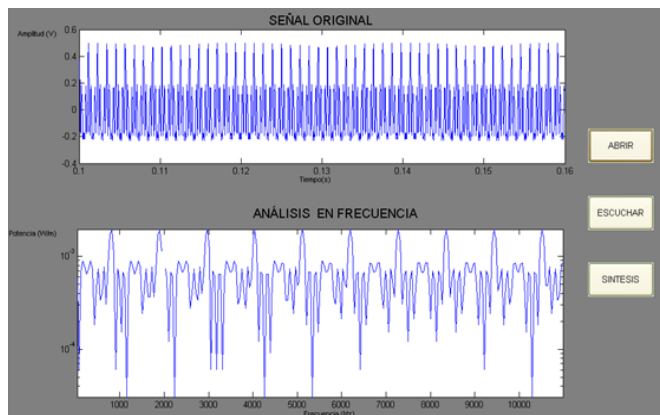 SEÑAL ORIGINAL
Amplitud (V)
0.6
0.4
0.2
0
-0.2
-0.4
0.1 0.11 0.12 0.13 0.14 0.15 0.16
Tiempo(s)
ABRIR
ESCUCHAR
SINTESIS
ANÁLISIS EN FRECUENCIA
Potencia
10⁻³
10⁻⁴
1000 2000 3000 4000 5000 6000 7000 8000 9000 10000
Frecuencia (Hz)